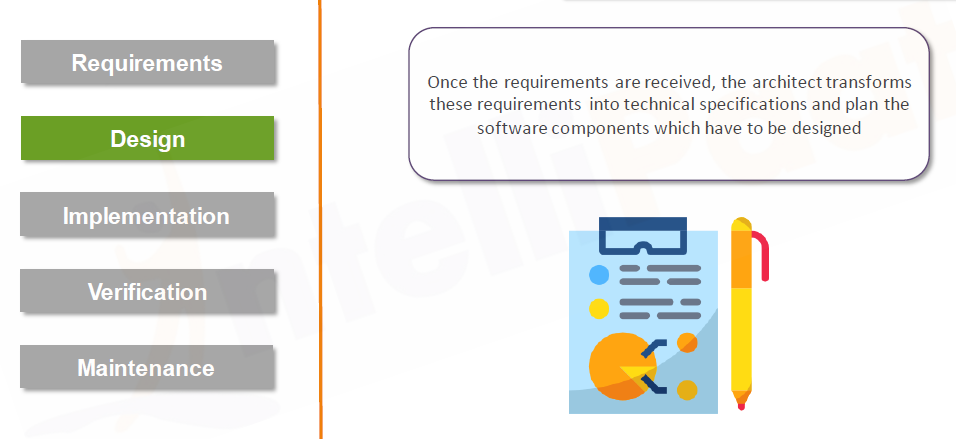 Requirements
Design
Implementation
Verification
Maintenance
Once the requirements are received, the architect transforms
these requirements into technical specifications and plan the
software components which have to be designed